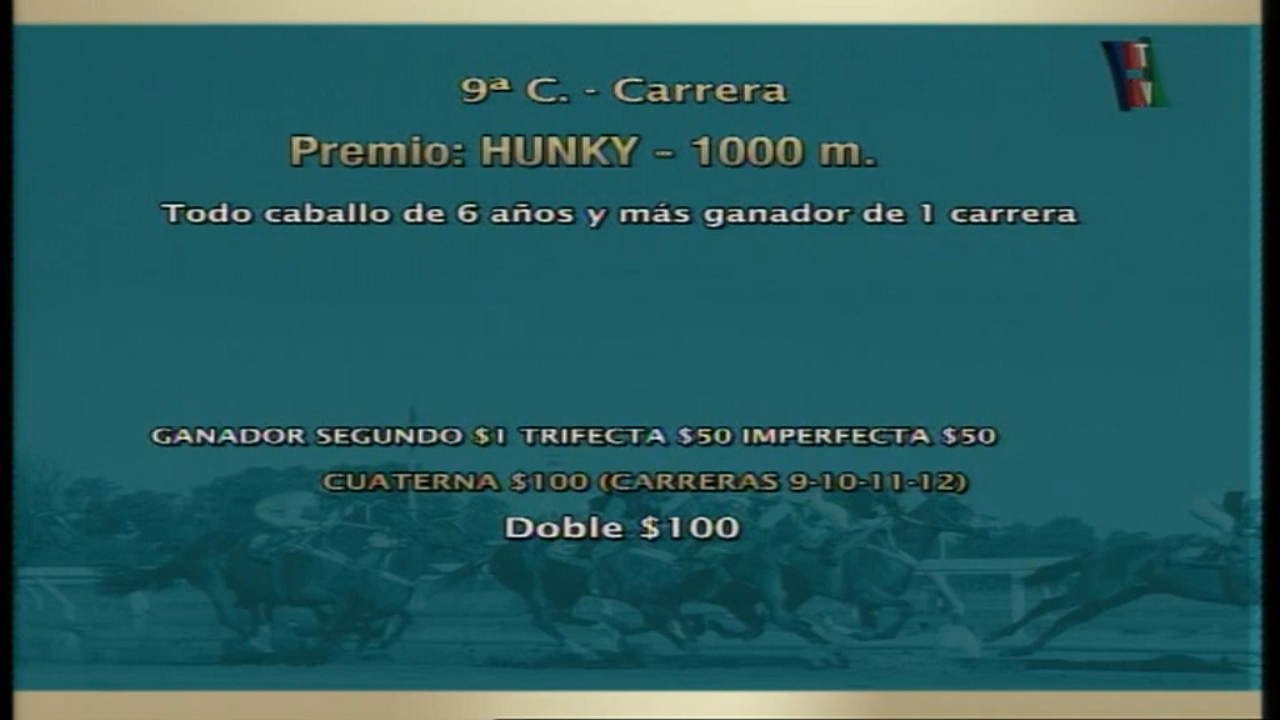 9ª C. - Carrera
Premio: HUNKY - 1000 m.
Todo caballo de 6 años y más ganador de 1 carrera
GANADOR SEGUNDO $1 TRIFECTA $50 IMPERFECTA $50
CUATERNA $100 (CARRERAS 9-10-11-12)
Doble $100